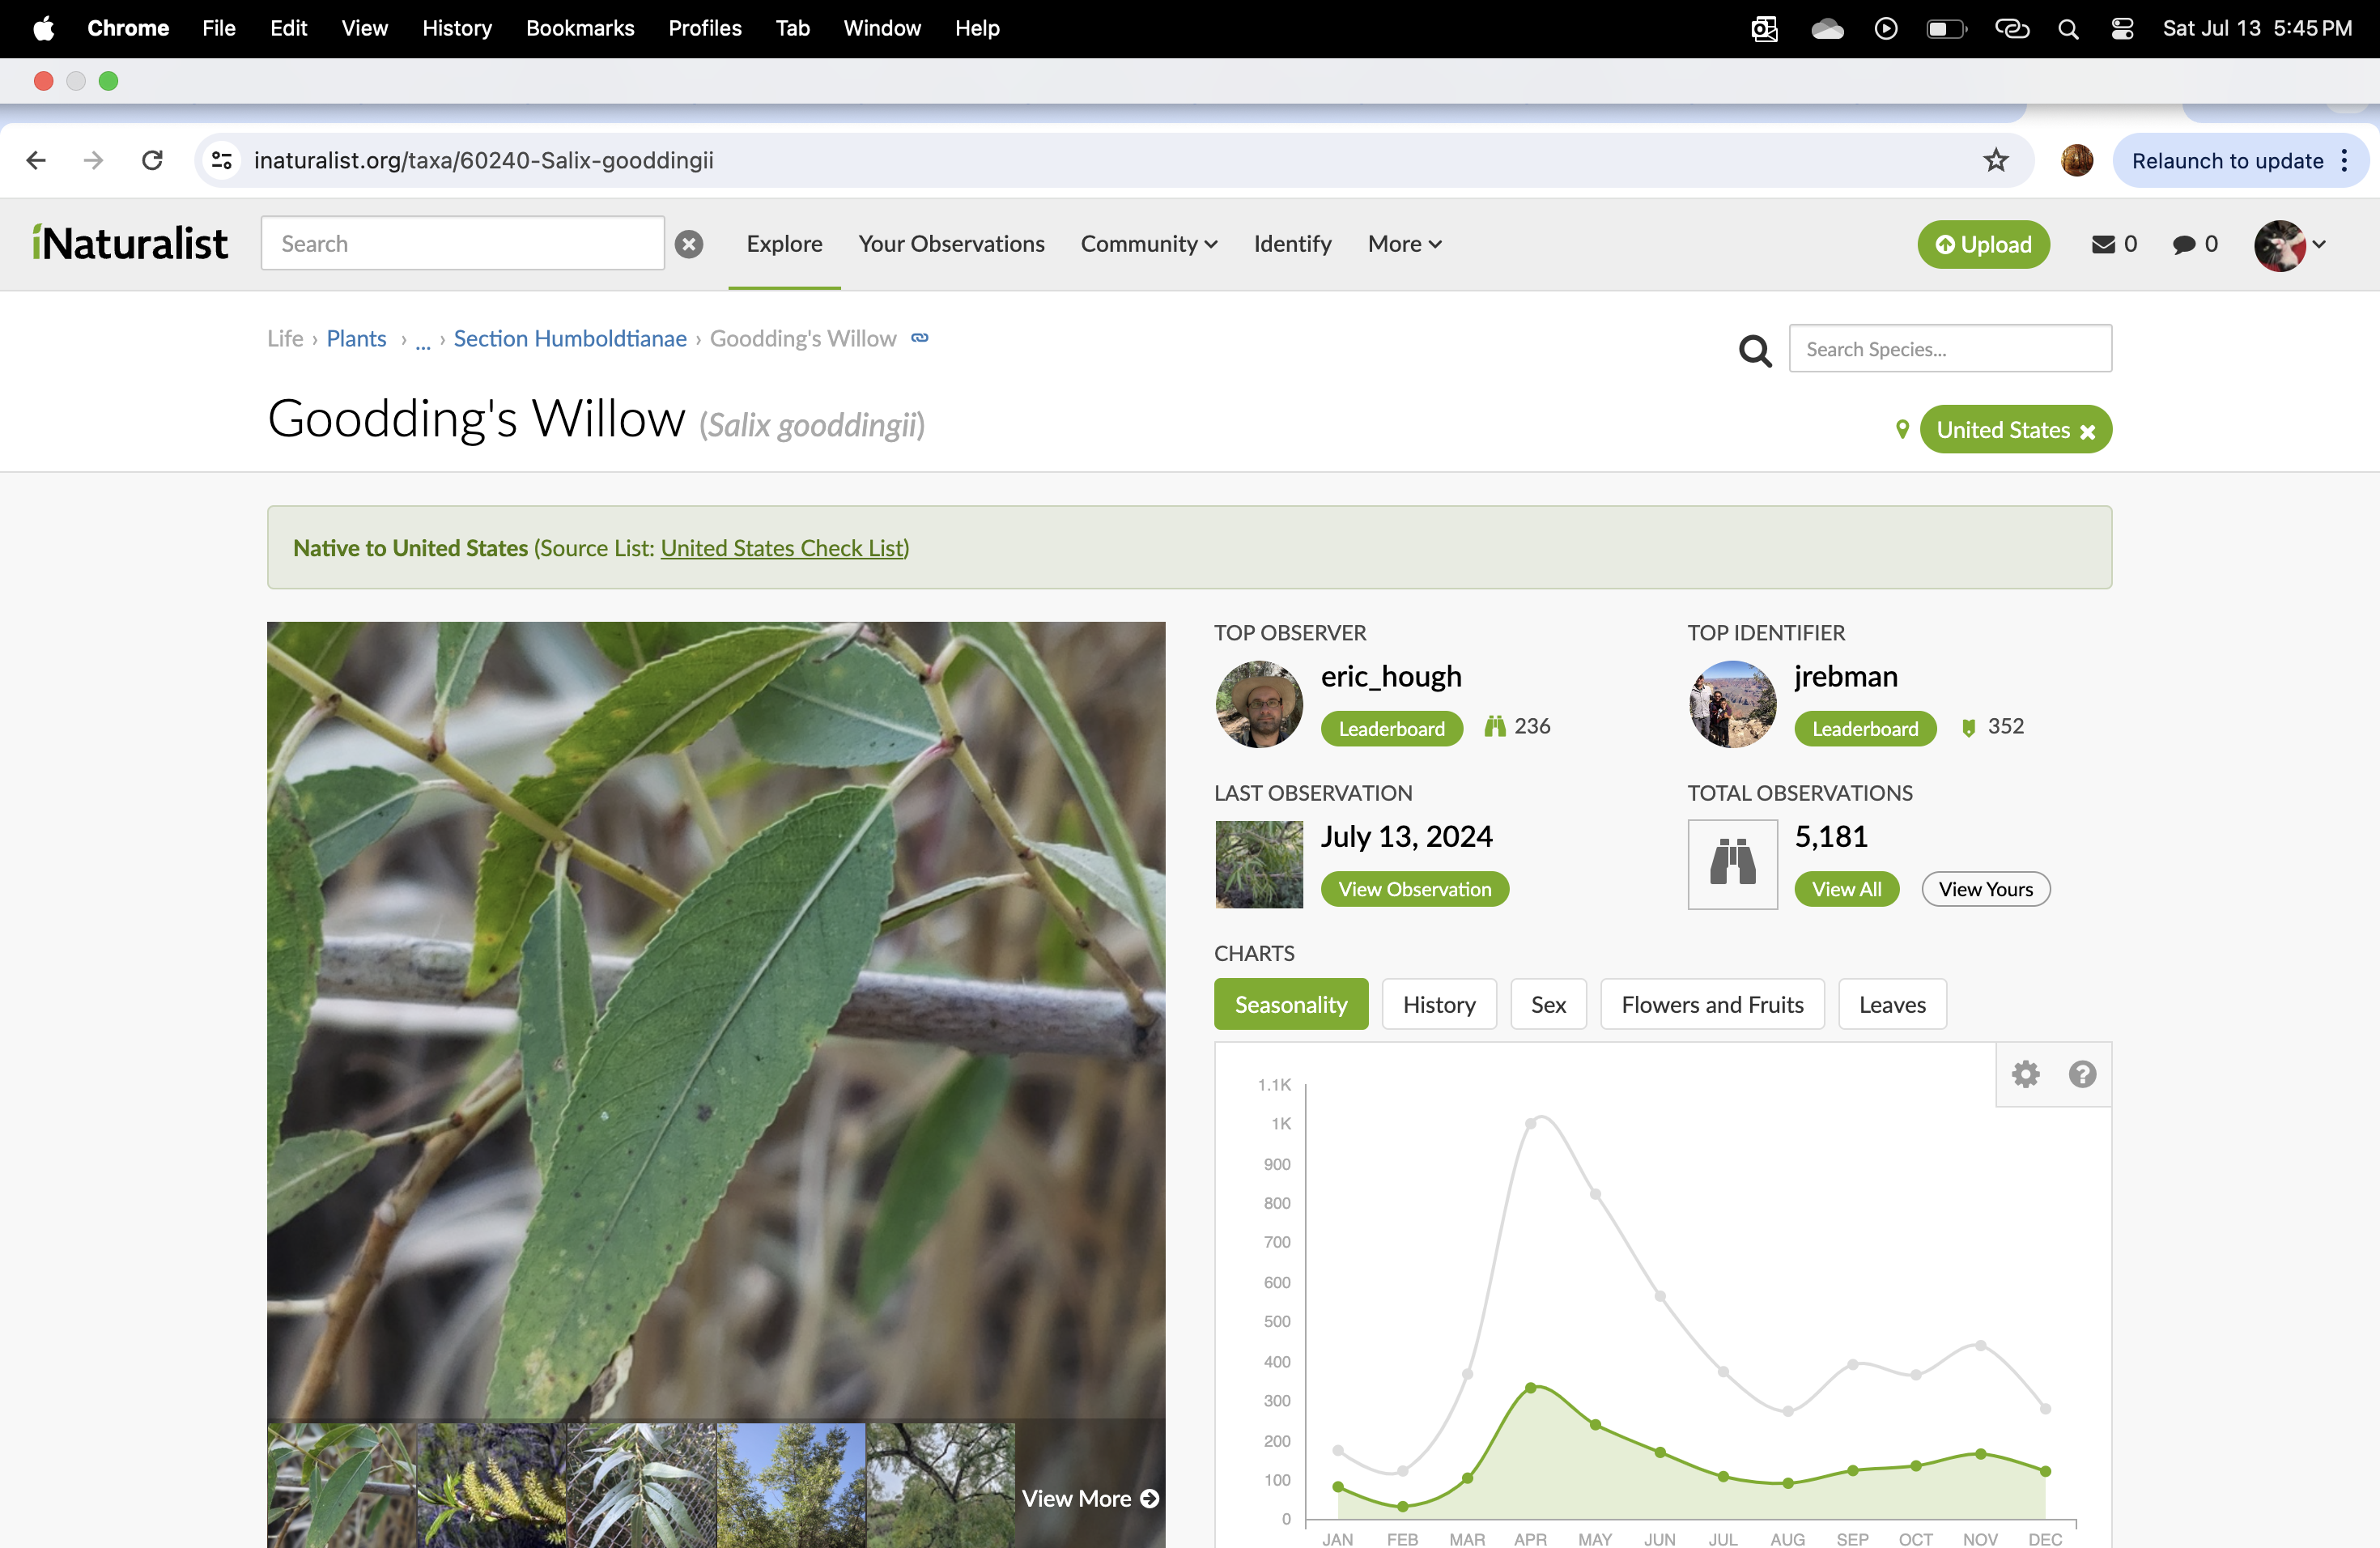 Chrome File Edit View History Bookmarks Profiles Tab Window Help Sat Jul 13 5:45 PM
inaturalist.org/taxa/60240-Salix-gooddingii Relaunch to update
iNaturalist Search Explore Your Observations Community Identify More Upload 0 0
Life › Plants › ... › Section Humboldtianae › Goodding's Willow
Search Species...
Goodding's Willow (Salix gooddingii)
United States
Native to United States (Source List: United States Check List)
TOP OBSERVER
eric_hough
Leaderboard 236
TOP IDENTIFIER
jrebman
Leaderboard 352
LAST OBSERVATION
July 13, 2024
View Observation
TOTAL OBSERVATIONS
5,181
View All View Yours
CHARTS
Seasonality History Sex Flowers and Fruits Leaves
1.1K
1K
900
800
700
600
500
400
300
200
100
0
JAN FEB MAR APR MAY JUN JUL AUG SEP OCT NOV DEC
View More